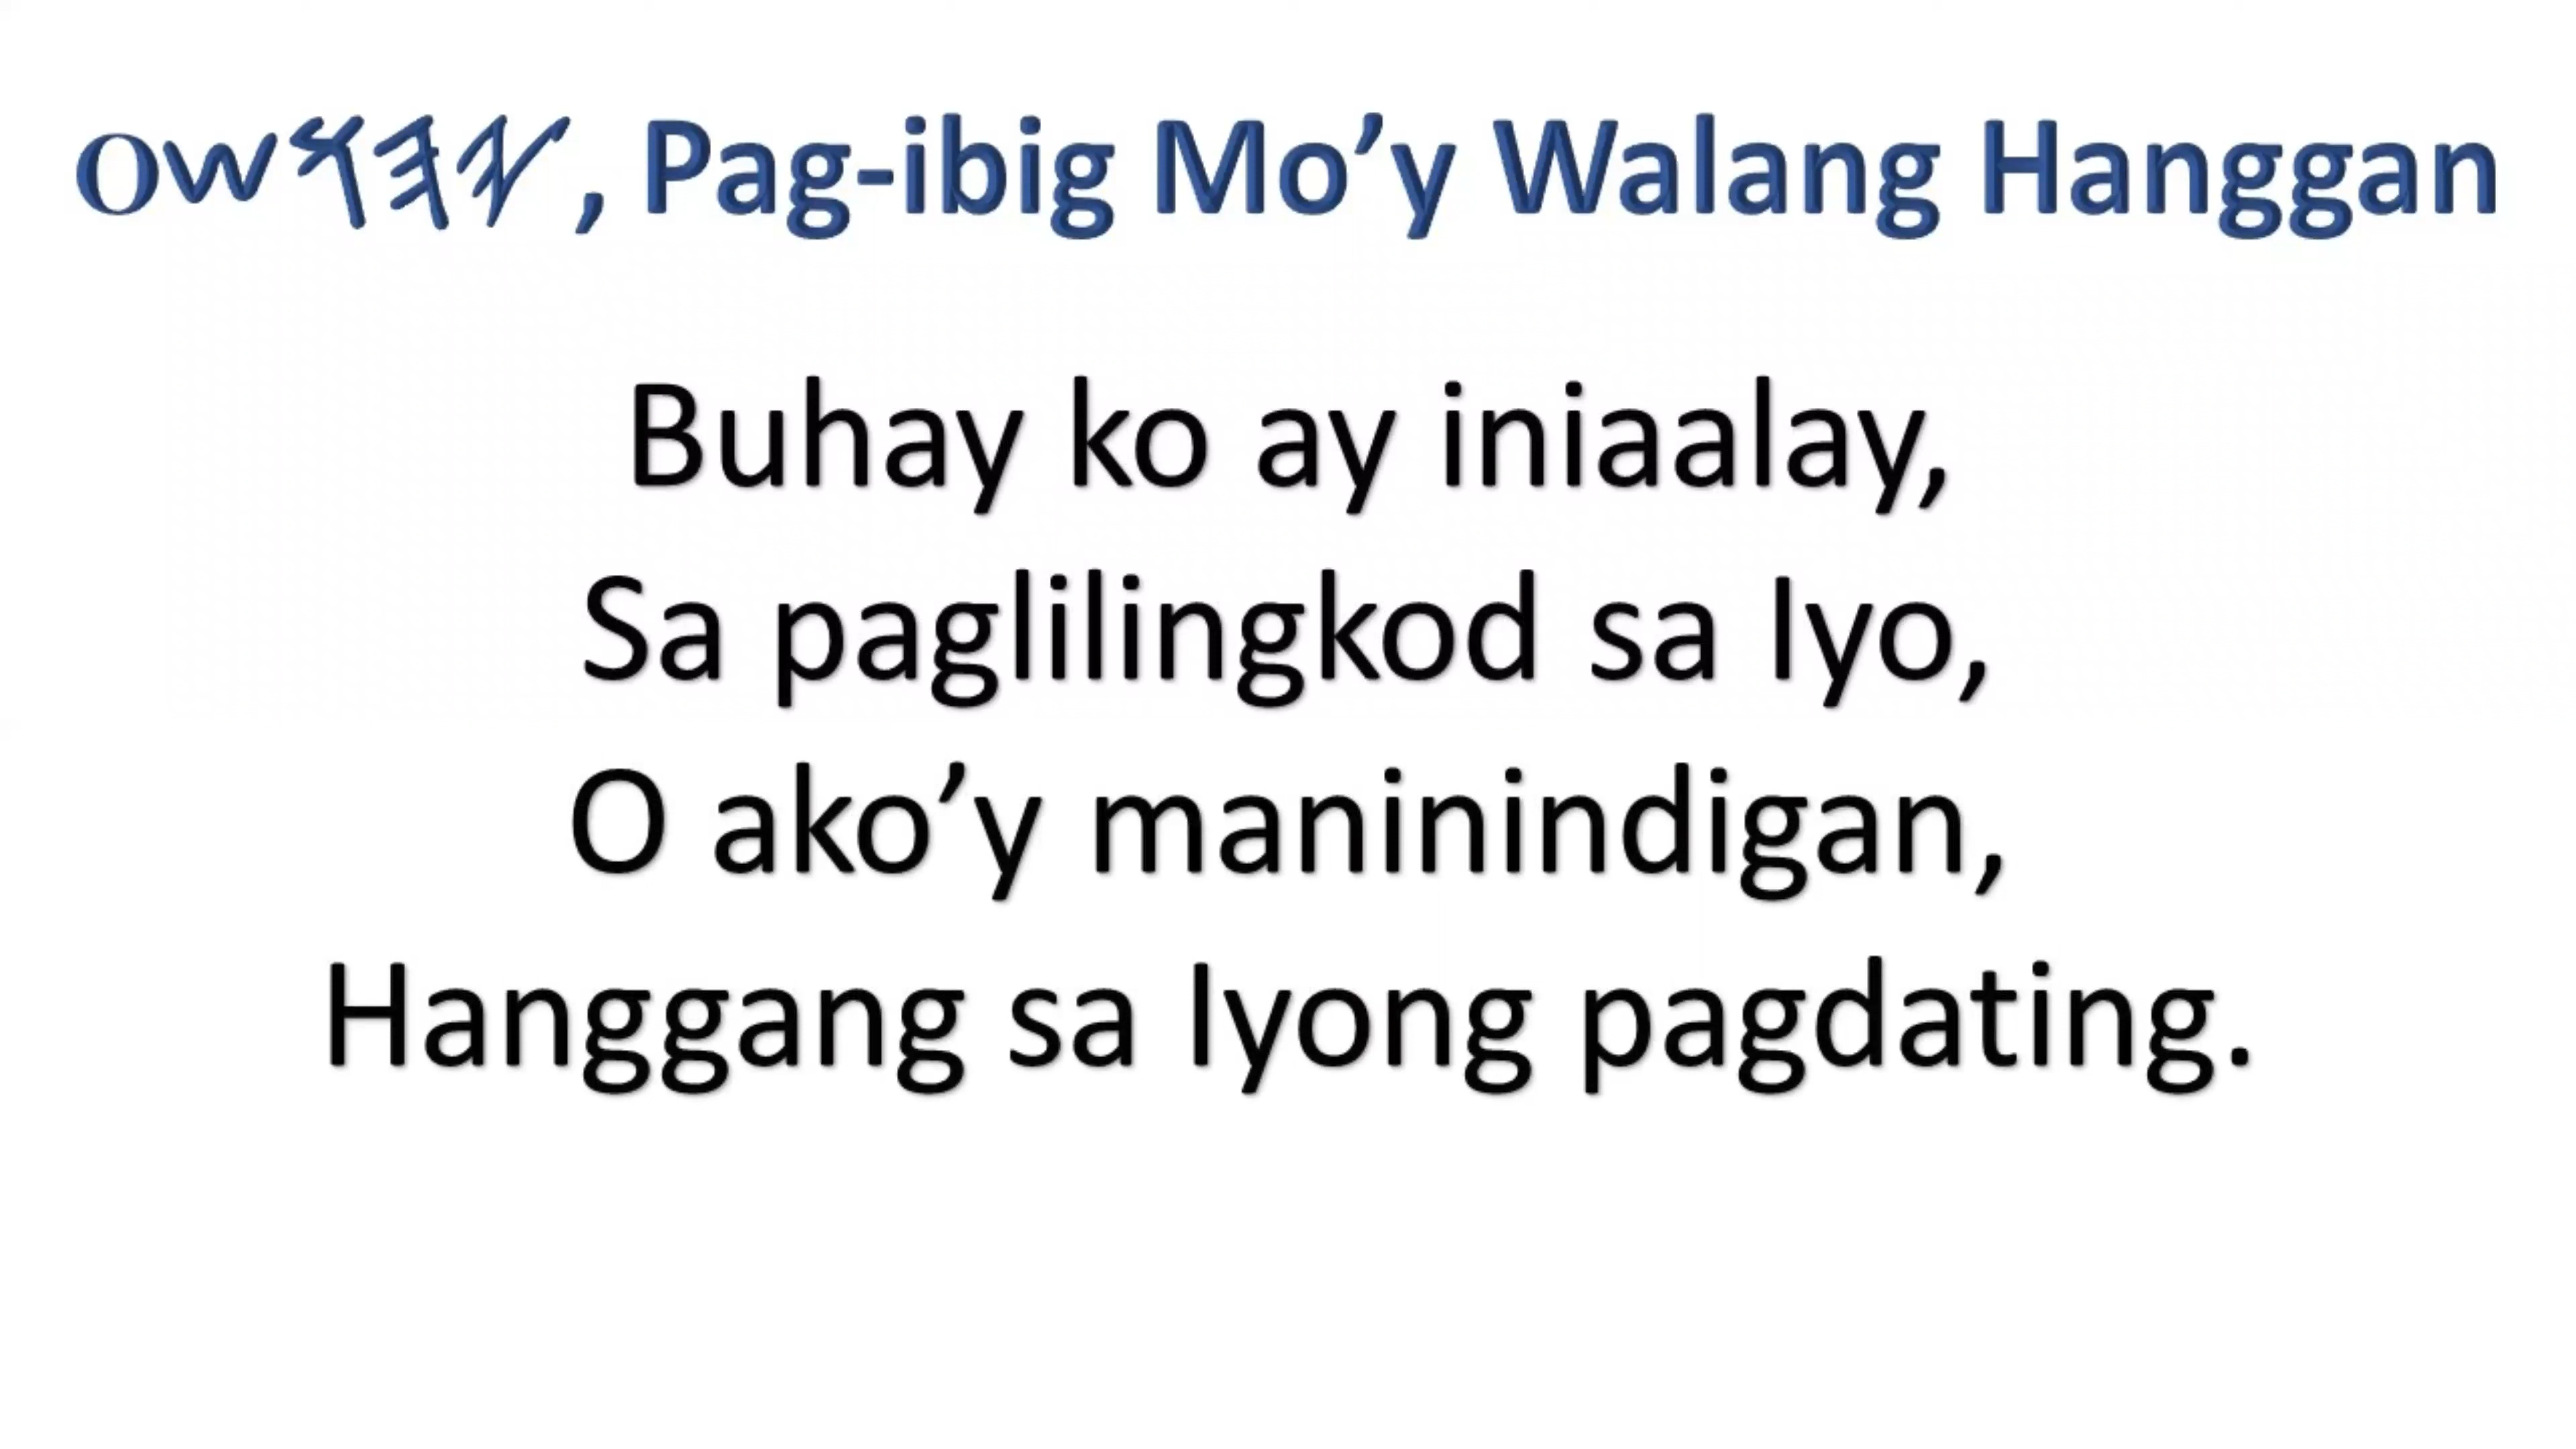 𐤉𐤄𐤅𐤔𐤏, Pag-ibig Mo’y Walang Hanggan
Buhay ko ay iniaalay,
Sa paglilingkod sa Iyo,
O ako’y maninindigan,
Hanggang sa Iyong pagdating.